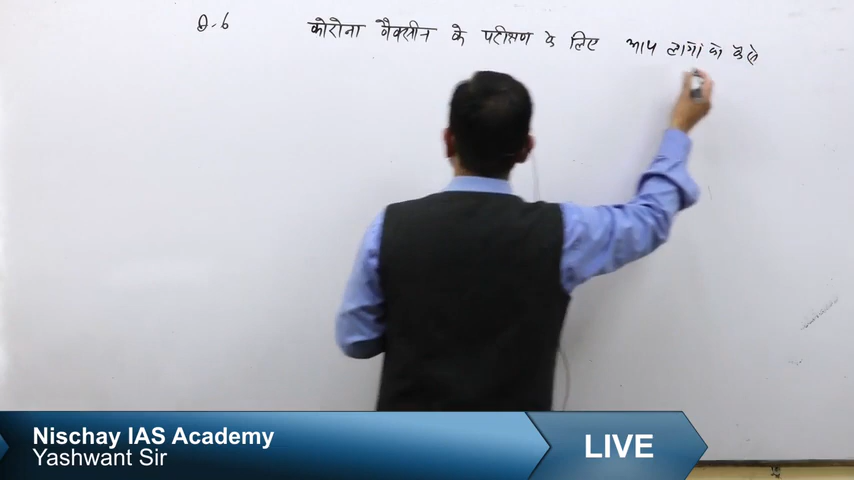 Q.6 कोरोना वैक्सीन के परीक्षण के लिए आप लोगों को कैसे
Nischay IAS Academy
Yashwant Sir
LIVE